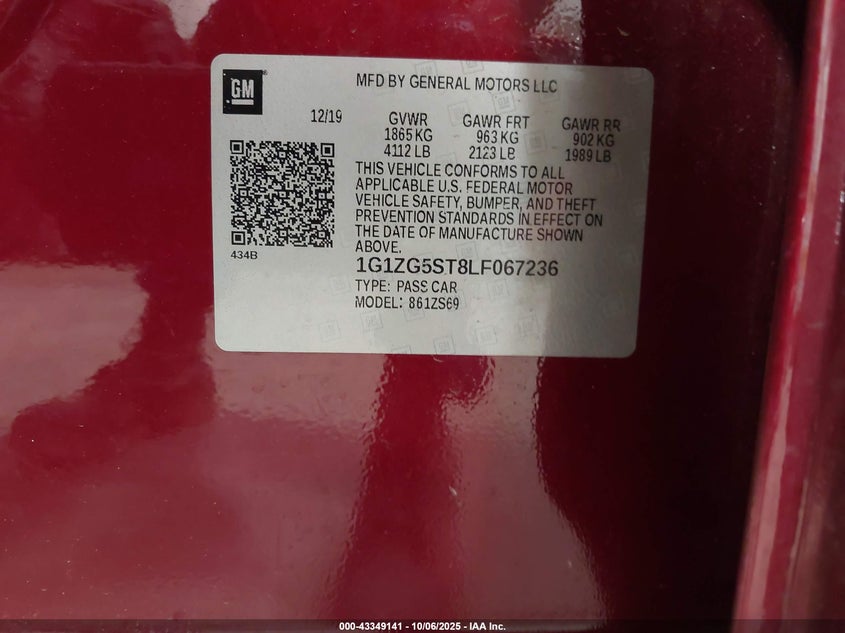 GM
MFD BY GENERAL MOTORS LLC
12/19 GVWR GAWR FRT GAWR RR
1865 KG 963 KG 902 KG
4112 LB 2123 LB 1989 LB
THIS VEHICLE CONFORMS TO ALL
APPLICABLE U.S. FEDERAL MOTOR
VEHICLE SAFETY, BUMPER, AND THEFT
PREVENTION STANDARDS IN EFFECT ON
THE DATE OF MANUFACTURE SHOWN
ABOVE.
434B
1G1ZG5ST8LF067236
TYPE: PASS CAR
MODEL: 861ZS69
000-43349141 - 10/06/2025 - IAA Inc.